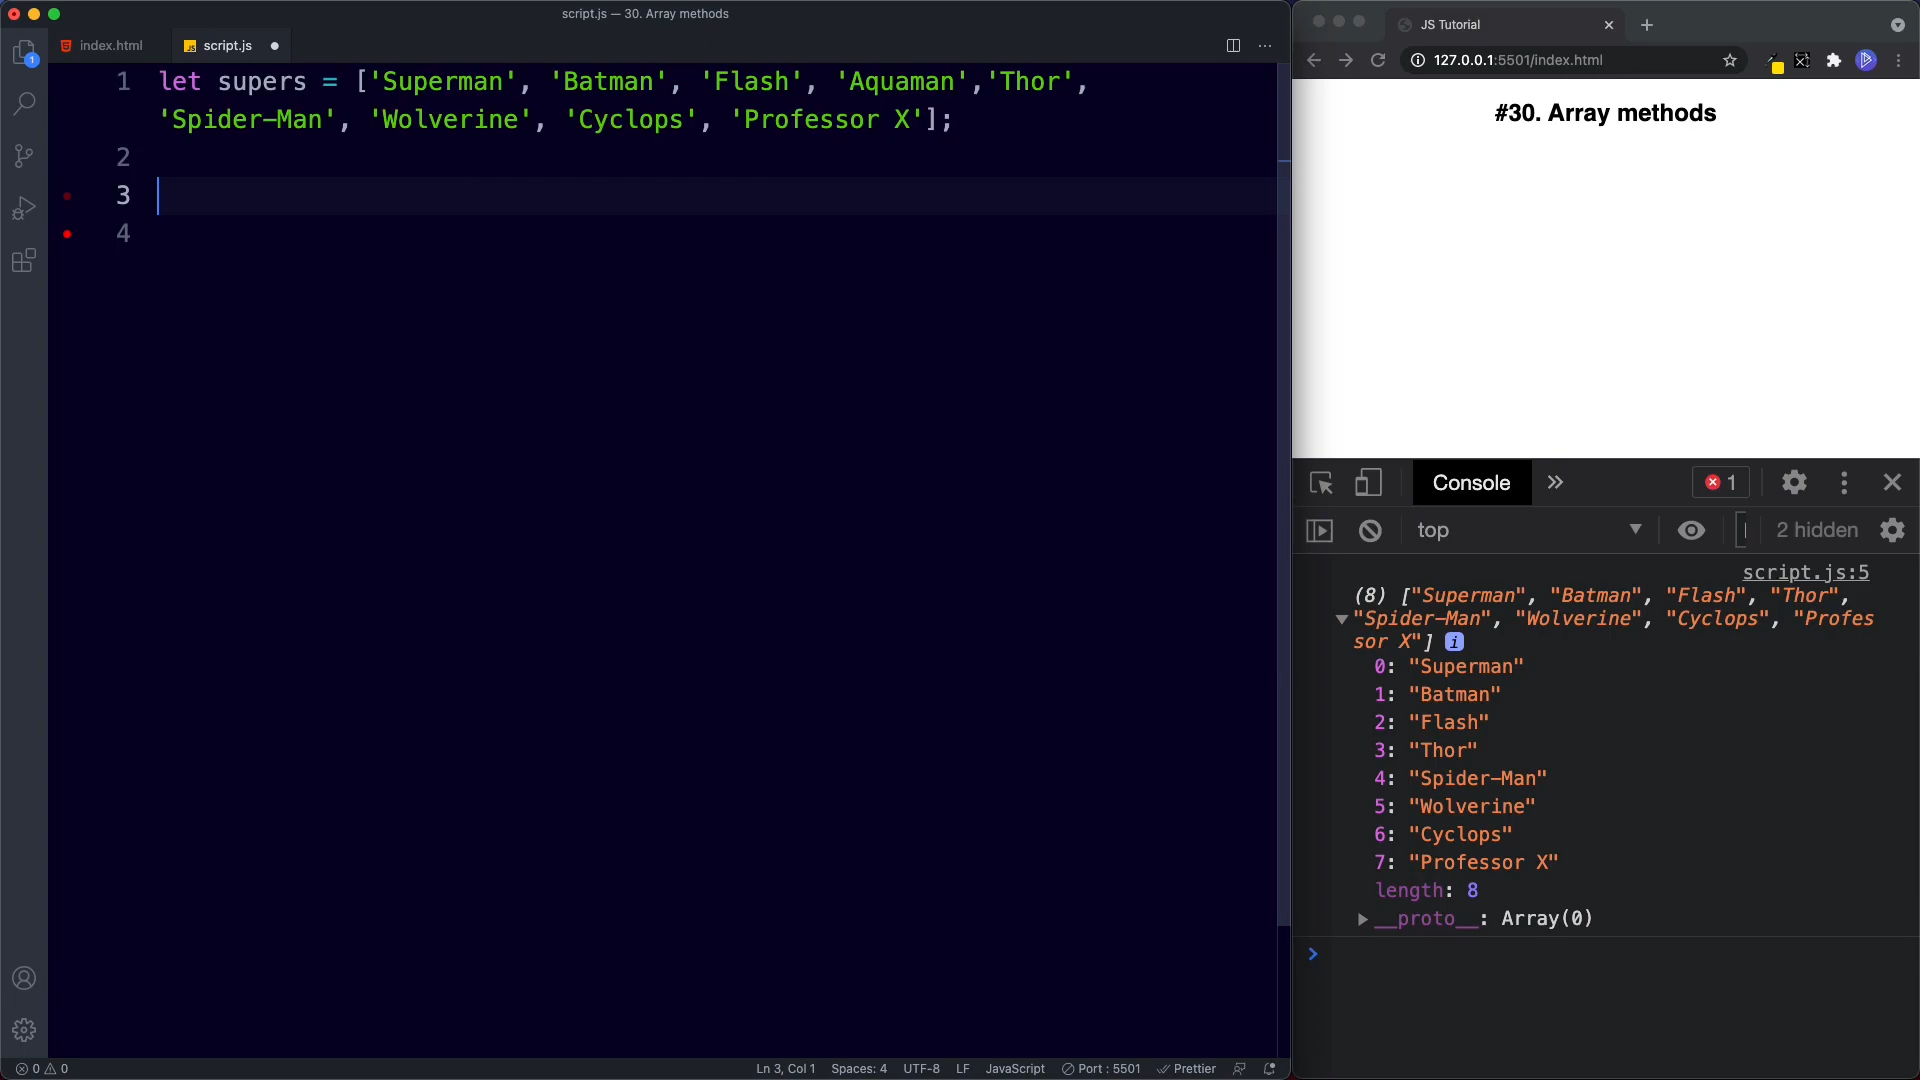 script.js — 30. Array methods
index.html
script.js
1 let supers = ['Superman', 'Batman', 'Flash', 'Aquaman','Thor',
'Spider-Man', 'Wolverine', 'Cyclops', 'Professor X'];
2
3
4
1
0 0
Ln 3, Col 1 Spaces: 4 UTF-8 LF JavaScript Port : 5501 Prettier
JS Tutorial
127.0.0.1:5501/index.html
#30. Array methods
Console » 1
top 2 hidden
script.js:5
(8) ["Superman", "Batman", "Flash", "Thor",
"Spider-Man", "Wolverine", "Cyclops", "Profes
sor X"] i
0: "Superman"
1: "Batman"
2: "Flash"
3: "Thor"
4: "Spider-Man"
5: "Wolverine"
6: "Cyclops"
7: "Professor X"
length: 8
__proto__: Array(0)